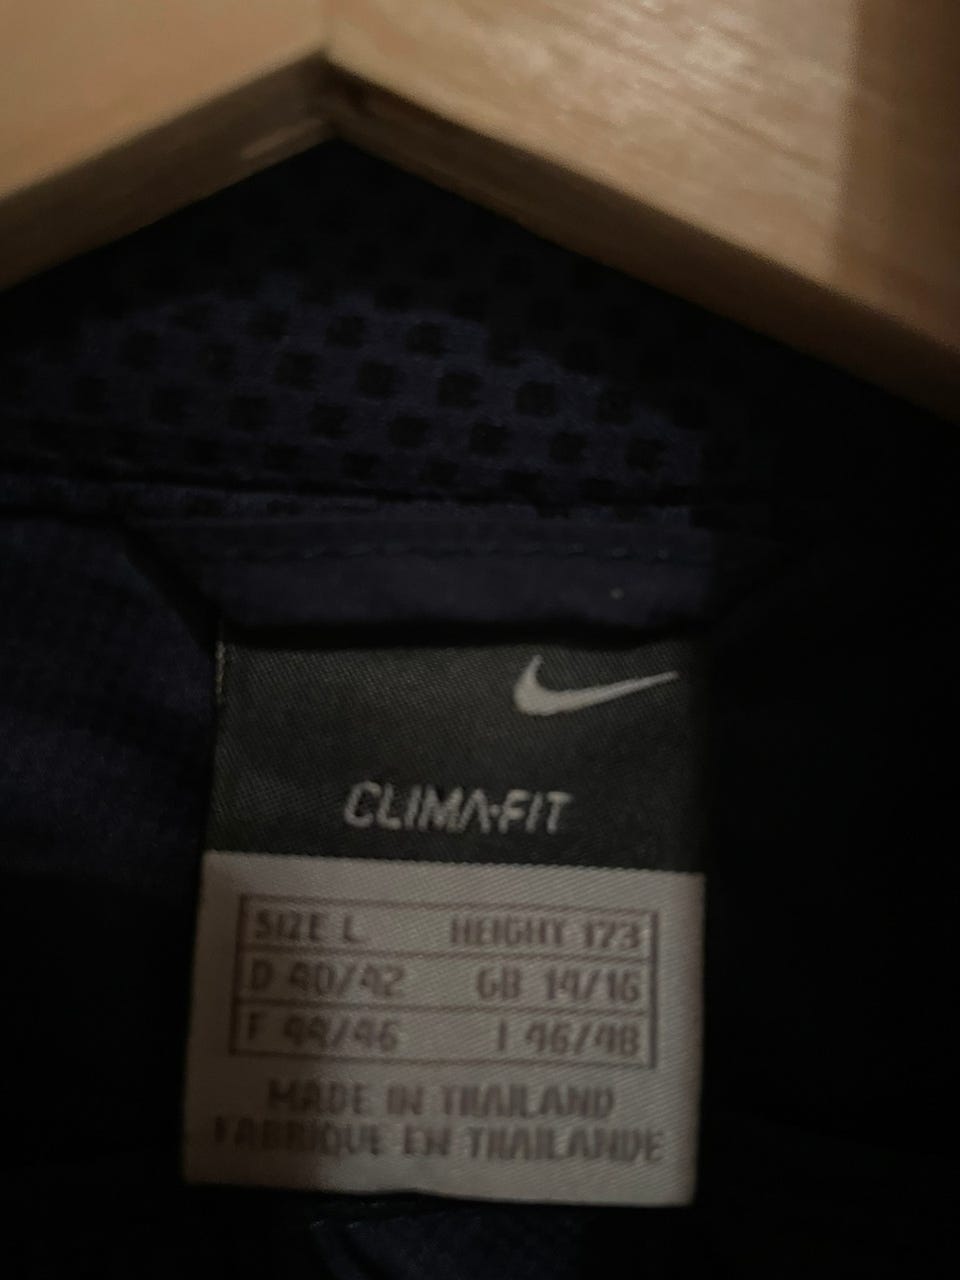 CLIMA·FIT
SIZE L HEIGHT 173
D 40/42 GB 14/16
F 44/46 I 46/48
MADE IN THAILAND
FABRIQUE EN THAILANDE